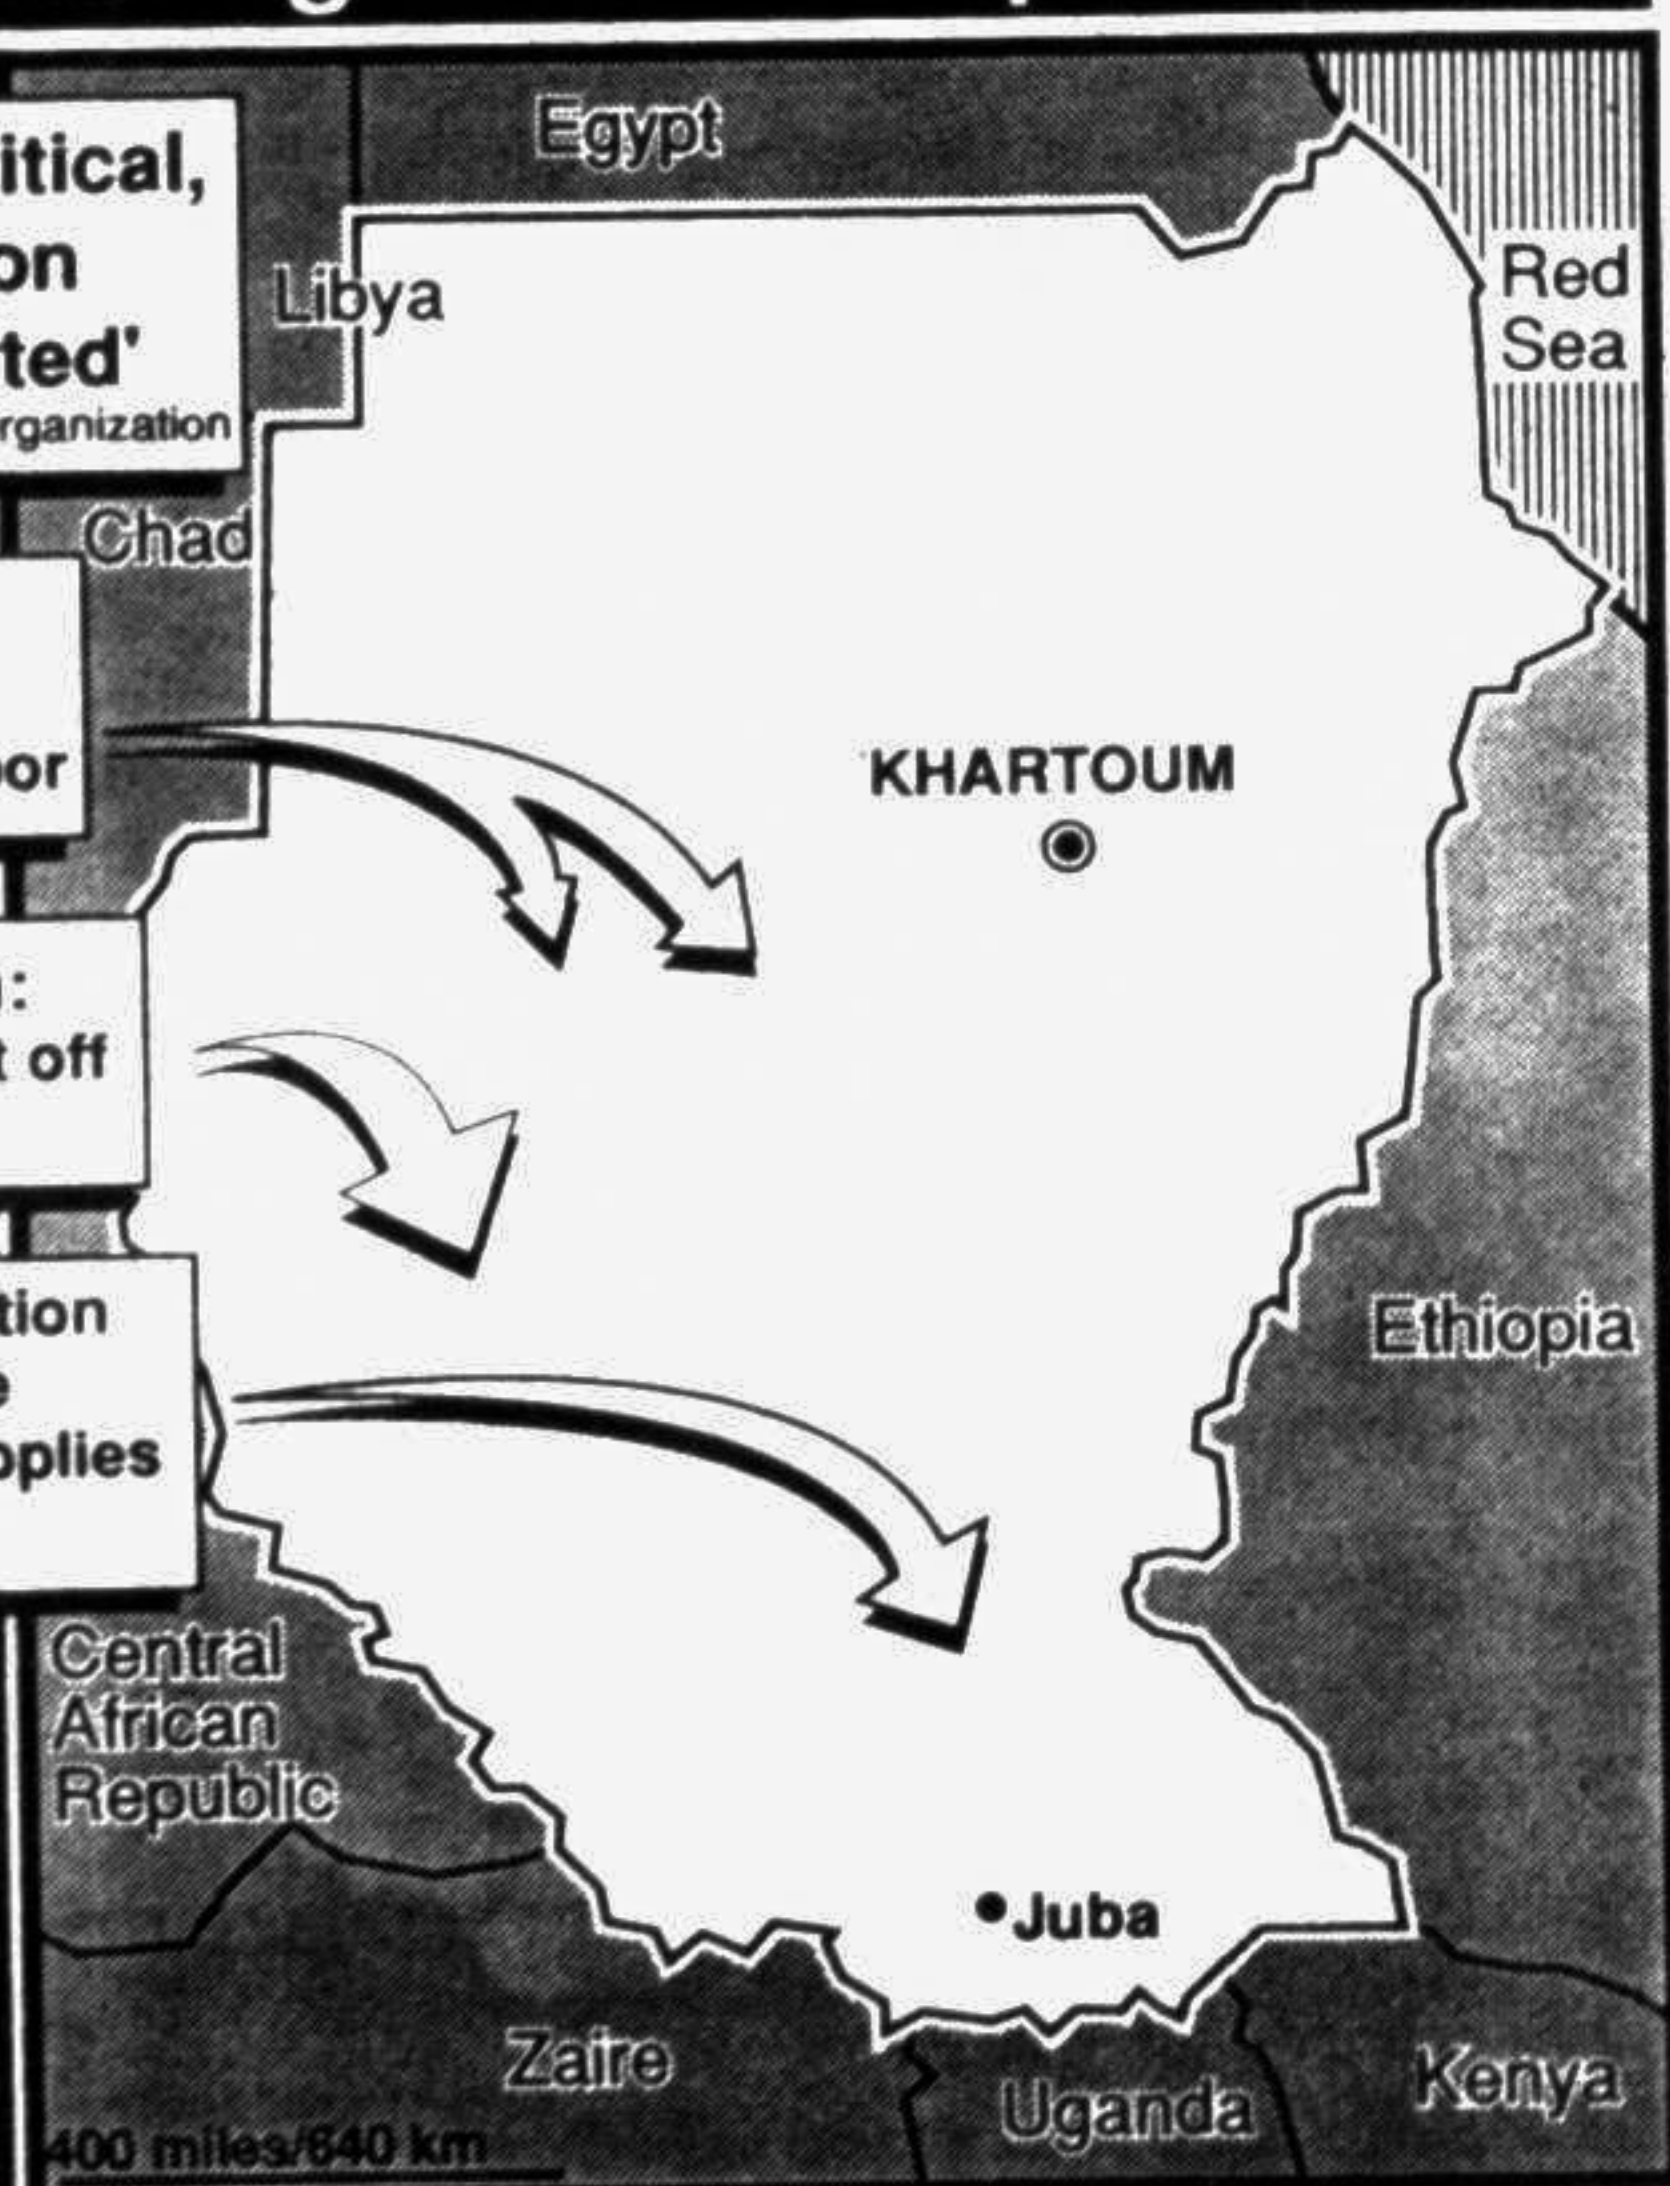 itical,
on
ted'
rganization
oor
:
t off
tion
e
pplies
Egypt
Libya
Red
Sea
Chad
KHARTOUM
Ethiopia
Central
African
Republic
Juba
Zaire
Uganda
Kenya
400 miles/640 km